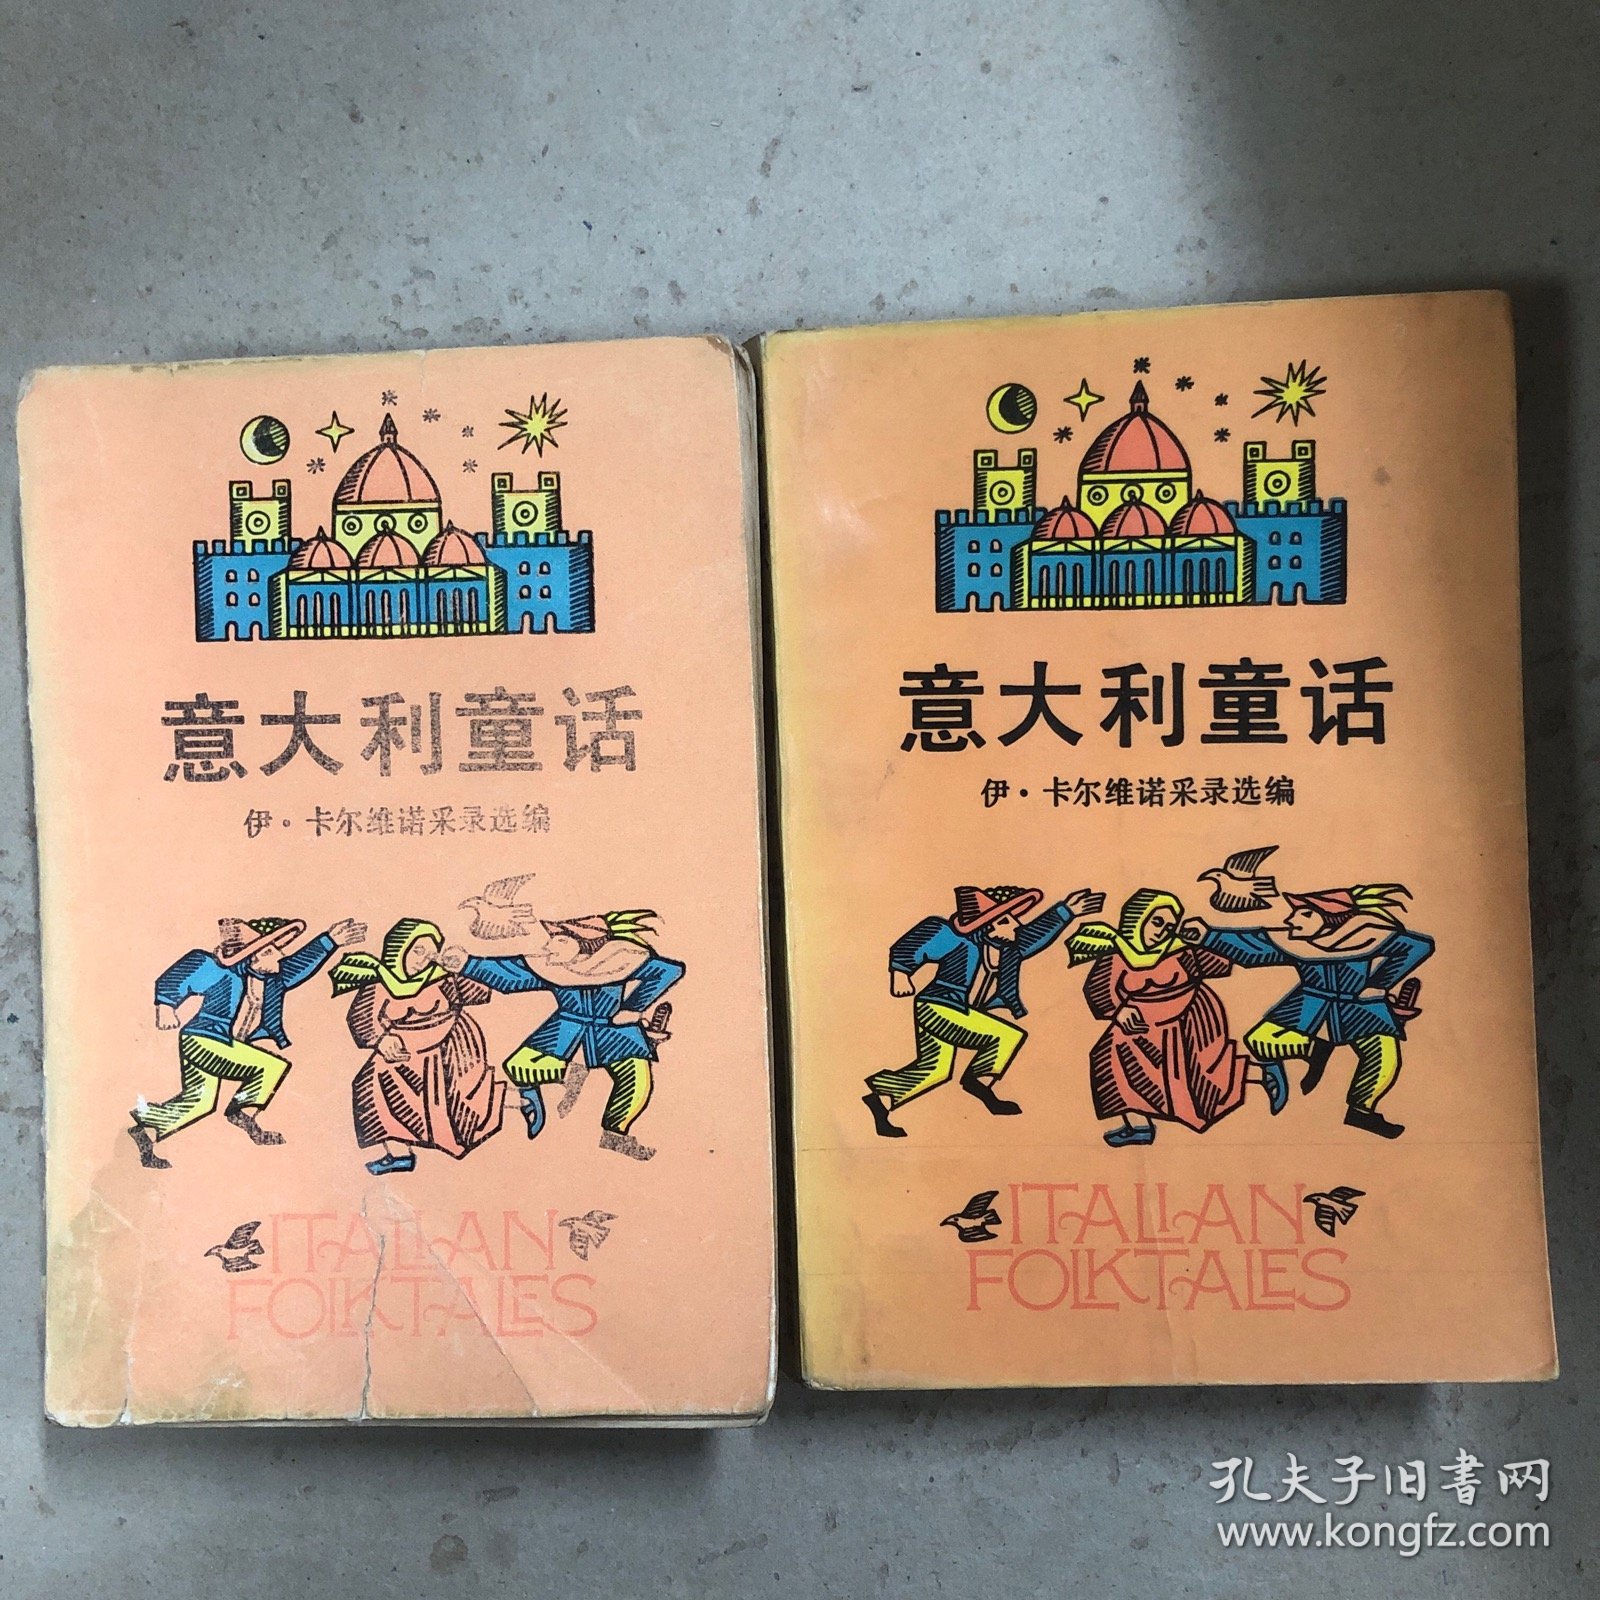 意大利童话
伊·卡尔维诺采录选编
ITALIAN
FOLKTALES
意大利童话
伊·卡尔维诺采录选编
ITALIAN
FOLKTALES
孔夫子旧書网
www.kongfz.com